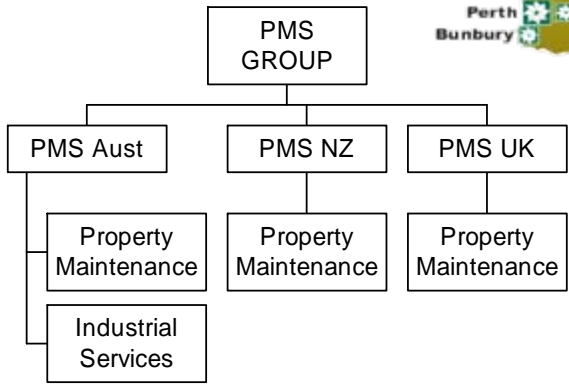 PMS
GROUP
Perth
Bunbury
PMS Aust
PMS NZ
PMS UK
Property
Maintenance
Property
Maintenance
Property
Maintenance
Industrial
Services